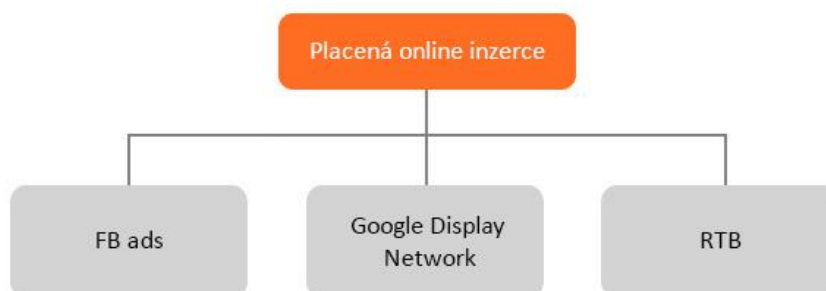 Placená online inzerce
FB ads
Google Display
Network
RTB